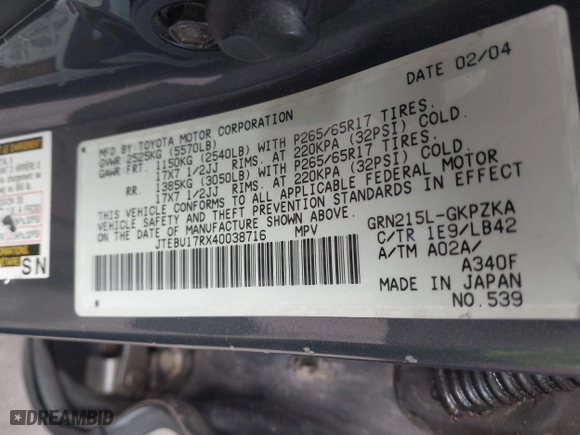 DATE 02/04
MFD.BY:TOYOTA MOTOR CORPORATION
GVWR 2525KG (5570LB)
GAWR FRT. 1150KG (2540LB) WITH P265/65R17 TIRES.
17X7 1/2JJ RIMS. AT 220KPA (32PSI) COLD.
RR. 1385KG (3050LB) WITH P265/65R17 TIRES.
17X7 1/2JJ RIMS. AT 220KPA (32PSI) COLD.
THIS VEHICLE CONFORMS TO ALL APPLICABLE FEDERAL MOTOR
VEHICLE SAFETY AND THEFT PREVENTION STANDARDS IN EFFECT
ON THE DATE OF MANUFACTURE SHOWN ABOVE.
JTEBU17RX40038716 MPV
GRN215L-GKPZKA
C/TR 1E9/LB42
A/TM A02A/
A340F
MADE IN JAPAN
NO.539
SN
DREAMBID